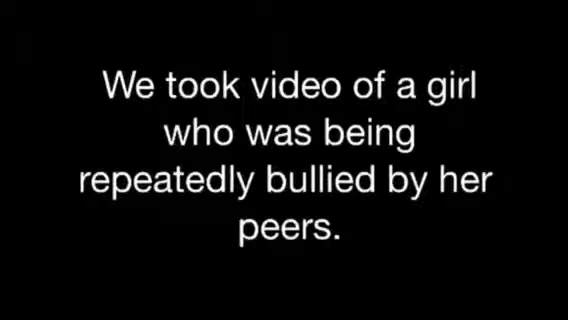 We took video of a girl
who was being
repeatedly bullied by her
peers.